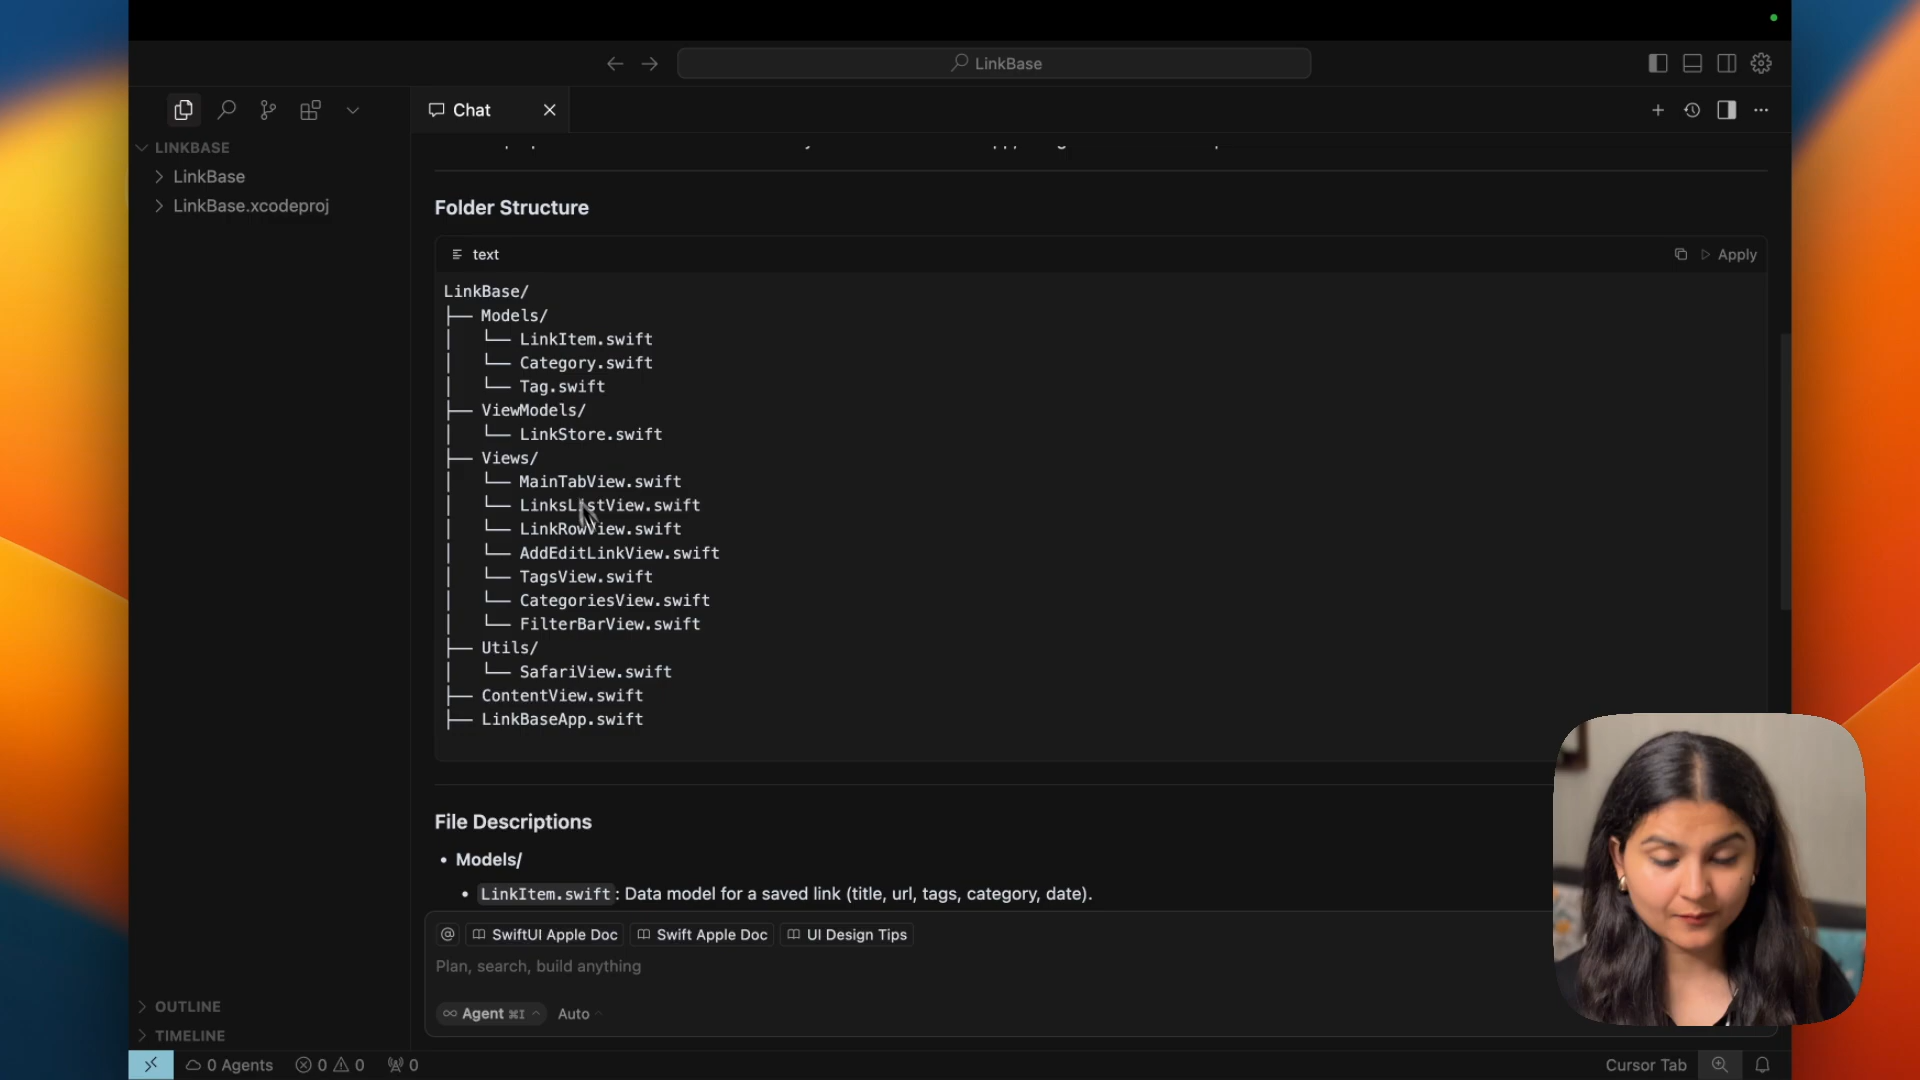 LinkBase
Chat
LINKBASE
LinkBase
LinkBase.xcodeproj
Folder Structure
text
Apply
LinkBase/
├── Models/
│   └── LinkItem.swift
│   └── Category.swift
│   └── Tag.swift
├── ViewModels/
│   └── LinkStore.swift
├── Views/
│   └── MainTabView.swift
│   └── LinksListView.swift
│   └── LinkRowView.swift
│   └── AddEditLinkView.swift
│   └── TagsView.swift
│   └── CategoriesView.swift
│   └── FilterBarView.swift
├── Utils/
│   └── SafariView.swift
├── ContentView.swift
├── LinkBaseApp.swift
File Descriptions
• Models/
• LinkItem.swift: Data model for a saved link (title, url, tags, category, date).
@ SwiftUI Apple Doc Swift Apple Doc UI Design Tips
Plan, search, build anything
∞ Agent ⌘I Auto
OUTLINE
TIMELINE
0 Agents 0 0 0
Cursor Tab